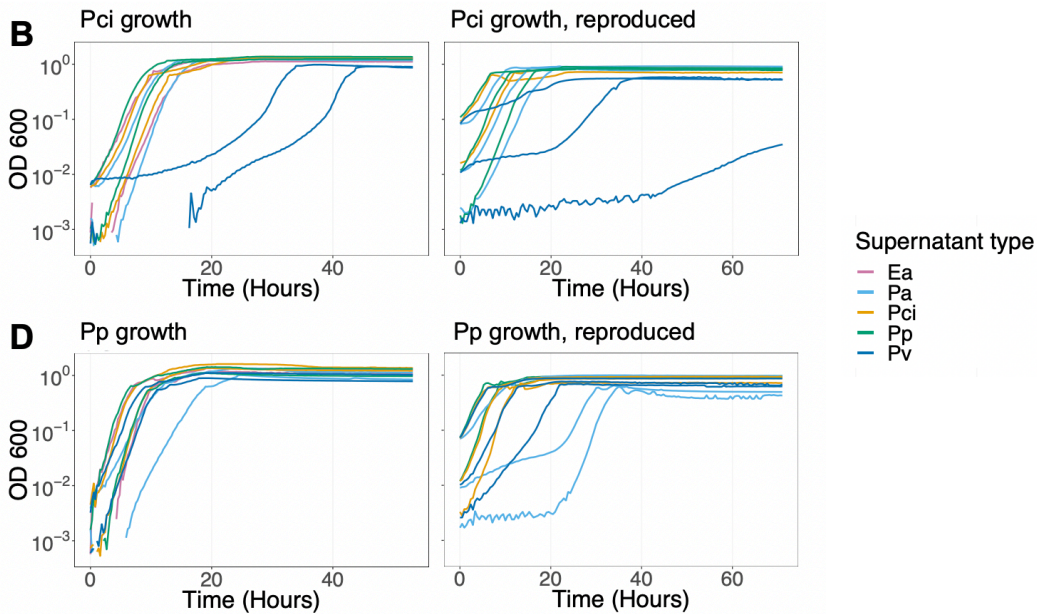 B
Pci growth
Pci growth, reproduced
OD 600
10⁰
10⁻¹
10⁻²
10⁻³
0 20 40
0 20 40 60
Time (Hours)
Time (Hours)
Supernatant type
Ea
Pa
Pci
Pp
Pv
D
Pp growth
Pp growth, reproduced
OD 600
10⁰
10⁻¹
10⁻²
10⁻³
0 20 40
0 20 40 60
Time (Hours)
Time (Hours)